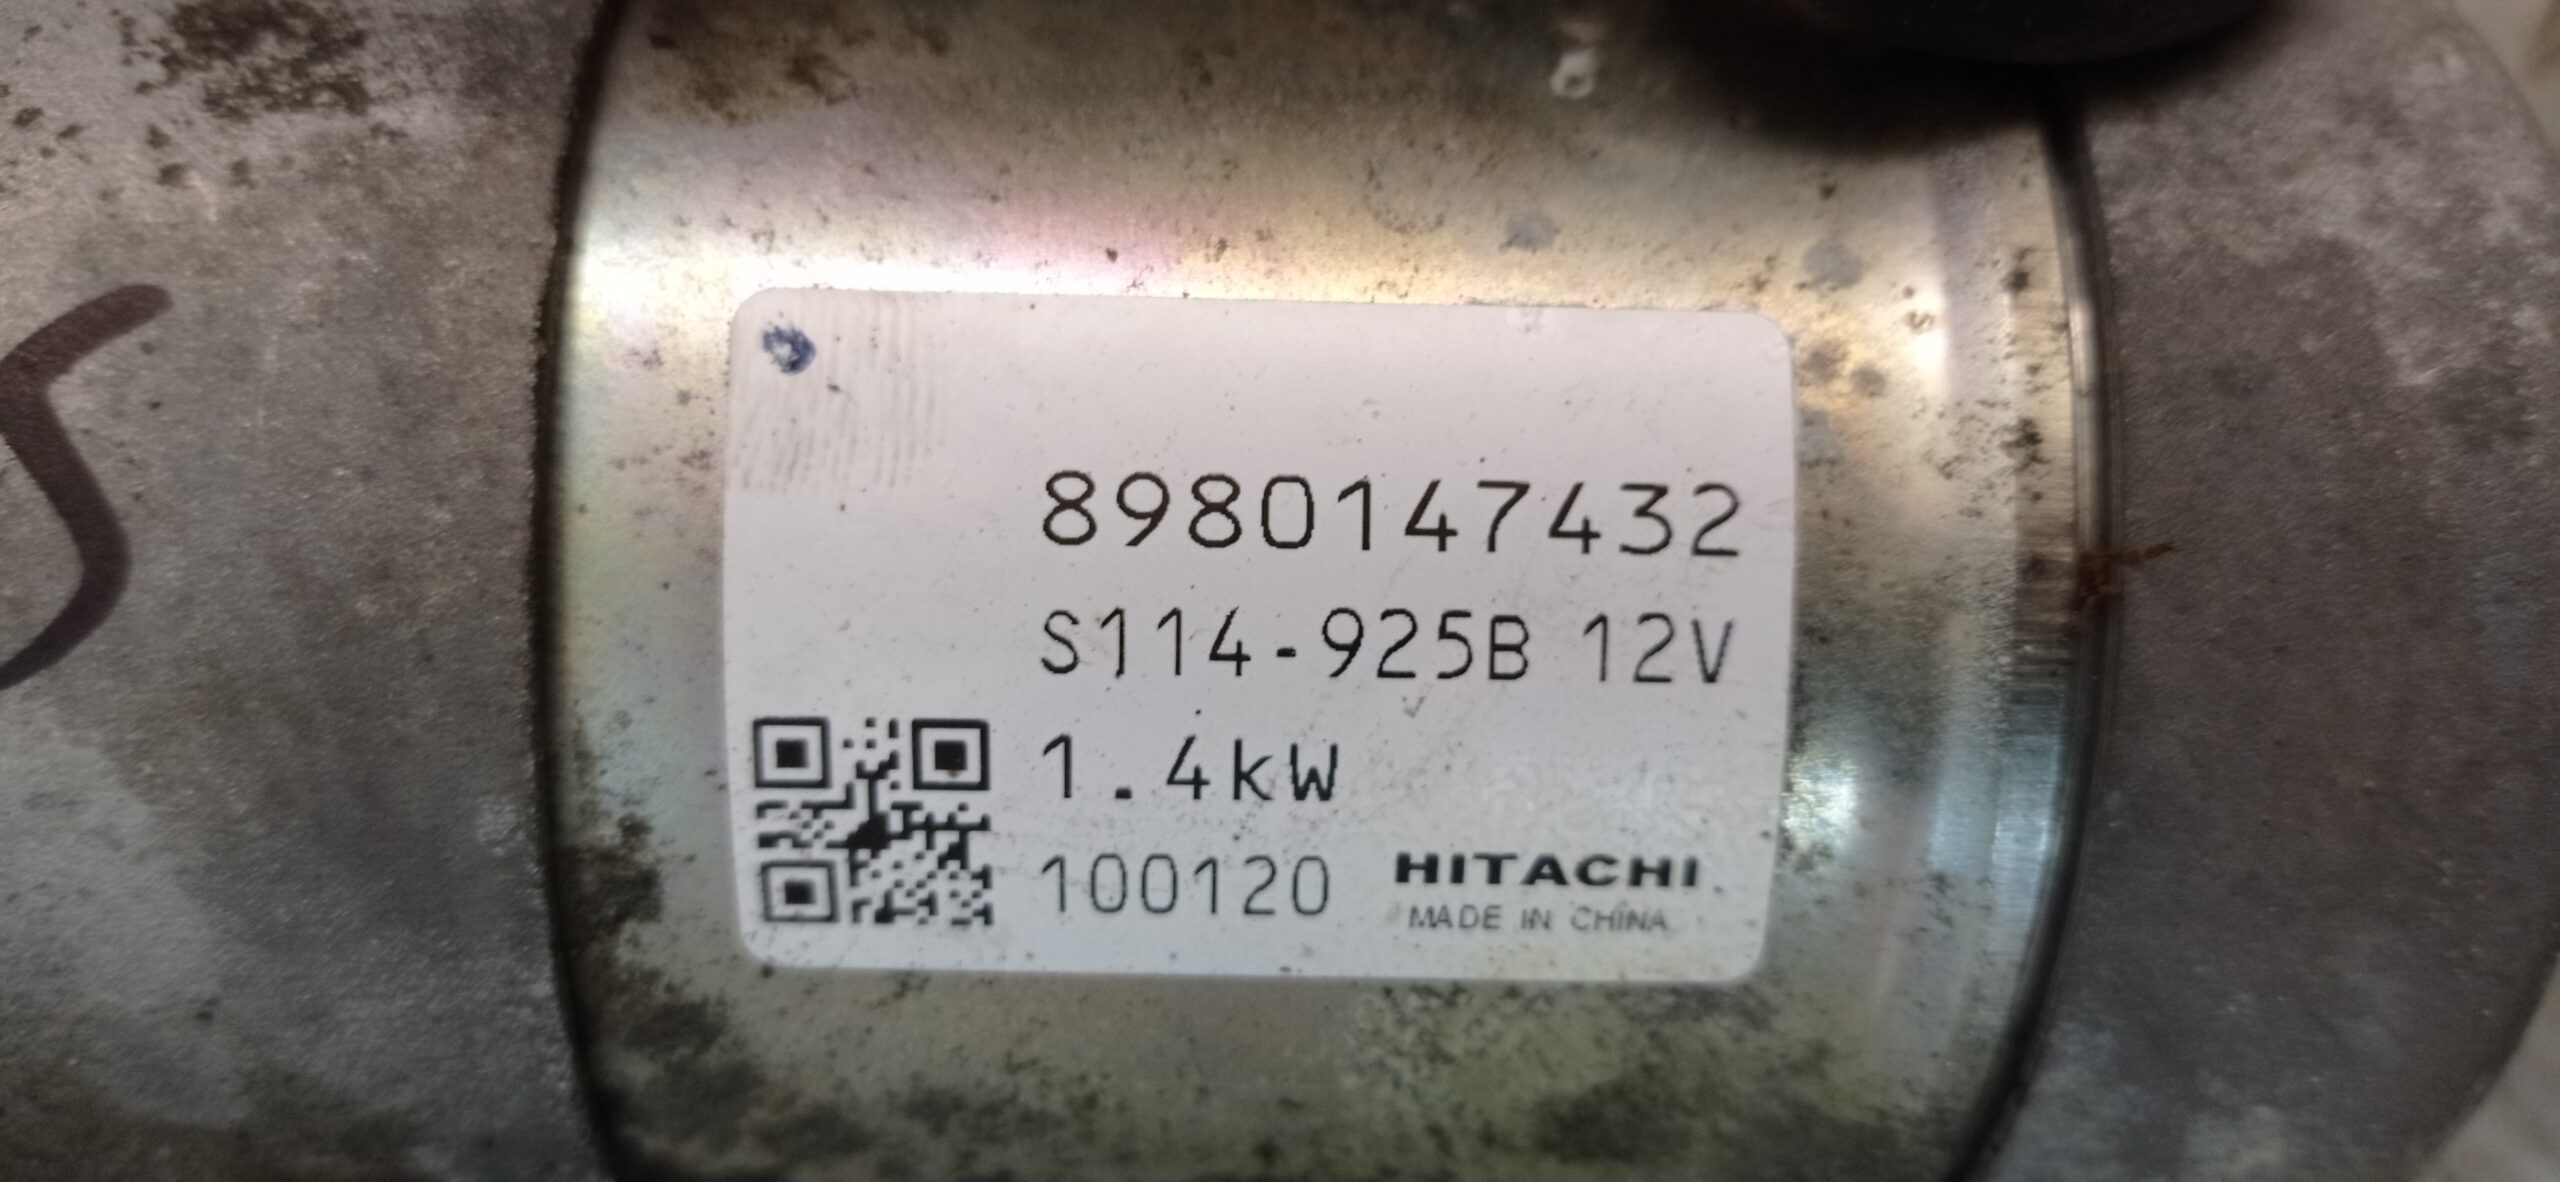 S
8980147432
S114-925B 12V
1.4kW
100120 HITACHI
MADE IN CHINA